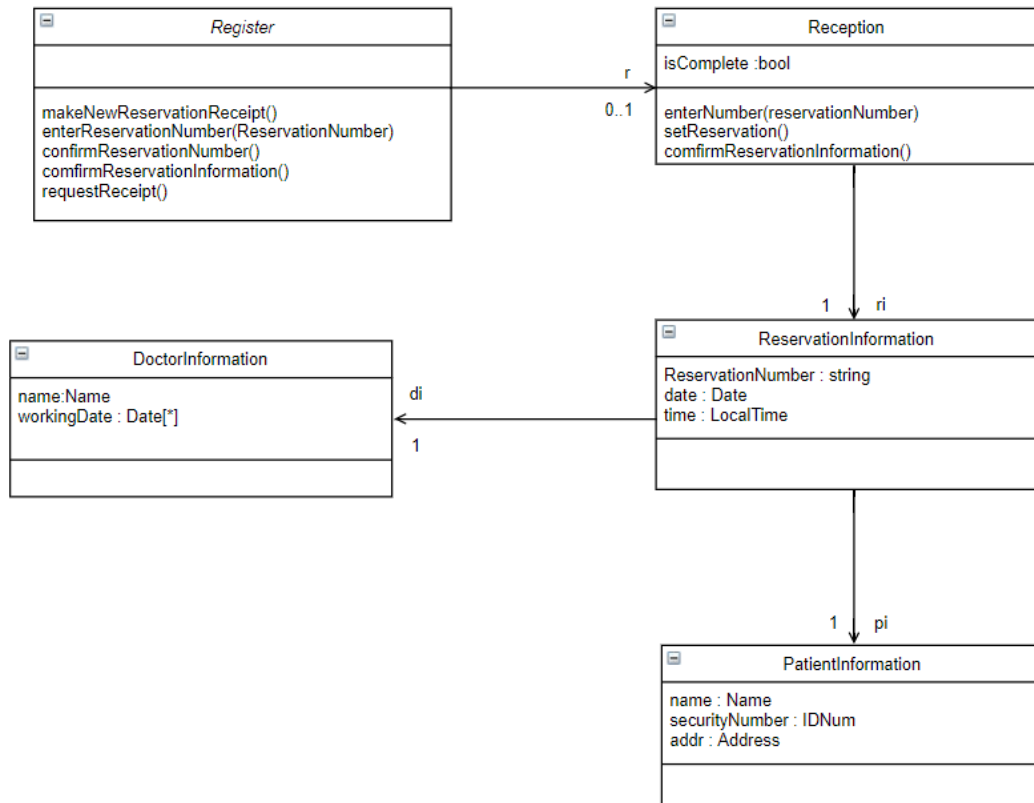 Register
makeNewReservationReceipt()
enterReservationNumber(ReservationNumber)
confirmReservationNumber()
comfirmReservationInformation()
requestReceipt()
r
0..1
Reception
isComplete :bool
enterNumber(reservationNumber)
setReservation()
comfirmReservationInformation()
1 ri
ReservationInformation
ReservationNumber : string
date : Date
time : LocalTime
di
1
DoctorInformation
name:Name
workingDate : Date[*]
1 pi
PatientInformation
name : Name
securityNumber : IDNum
addr : Address